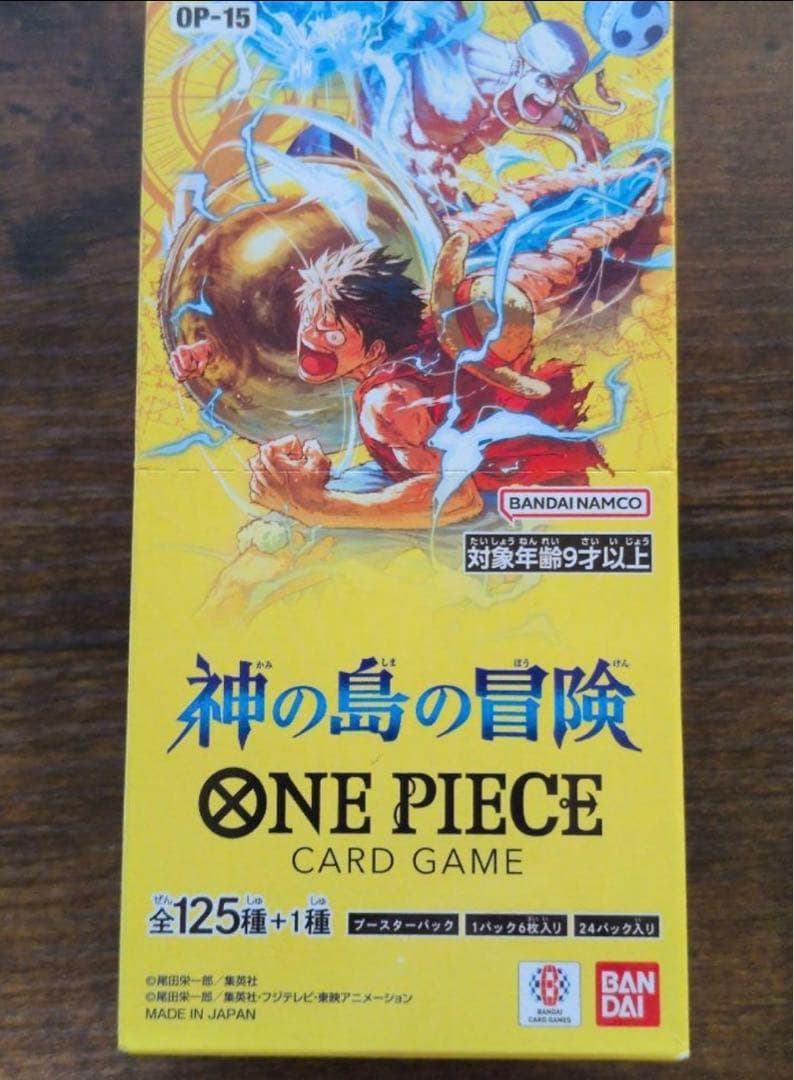 OP-15
BANDAI NAMCO
たいしょうねんれい さいいじょう
対象年齢9才以上
かみ しま ぼう けん
神の島の冒険
ONE PIECE
CARD GAME
ぜん しゅ しゅ
全125種+1種
ブースターパック
1パック6枚入り
24パック入り
©尾田栄一郎/集英社
©尾田栄一郎/集英社・フジテレビ・東映アニメーション
MADE IN JAPAN
BANDAI
CARD GAMES
BAN
DAI